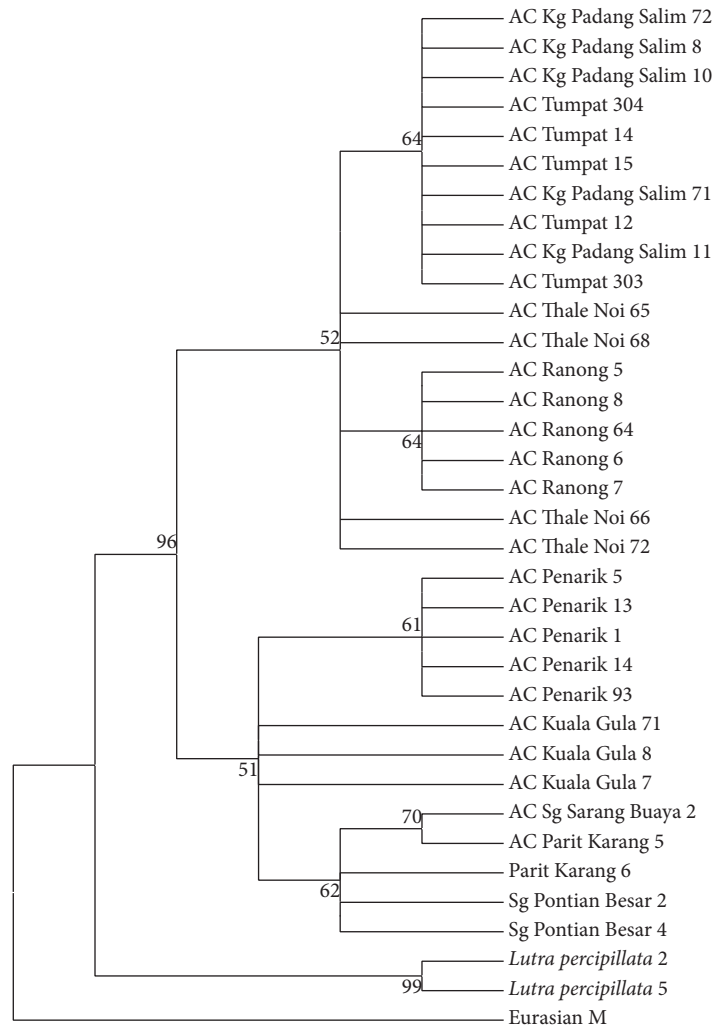 AC Kg Padang Salim 72
AC Kg Padang Salim 8
AC Kg Padang Salim 10
AC Tumpat 304
AC Tumpat 14
64
AC Tumpat 15
AC Kg Padang Salim 71
AC Tumpat 12
AC Kg Padang Salim 11
AC Tumpat 303
AC Thale Noi 65
52
AC Thale Noi 68
AC Ranong 5
AC Ranong 8
AC Ranong 64
64
AC Ranong 6
AC Ranong 7
AC Thale Noi 66
96
AC Thale Noi 72
AC Penarik 5
AC Penarik 13
61
AC Penarik 1
AC Penarik 14
AC Penarik 93
AC Kuala Gula 71
AC Kuala Gula 8
51
AC Kuala Gula 7
70
AC Sg Sarang Buaya 2
AC Parit Karang 5
Parit Karang 6
62
Sg Pontian Besar 2
Sg Pontian Besar 4
Lutra percipillata 2
99
Lutra percipillata 5
Eurasian M